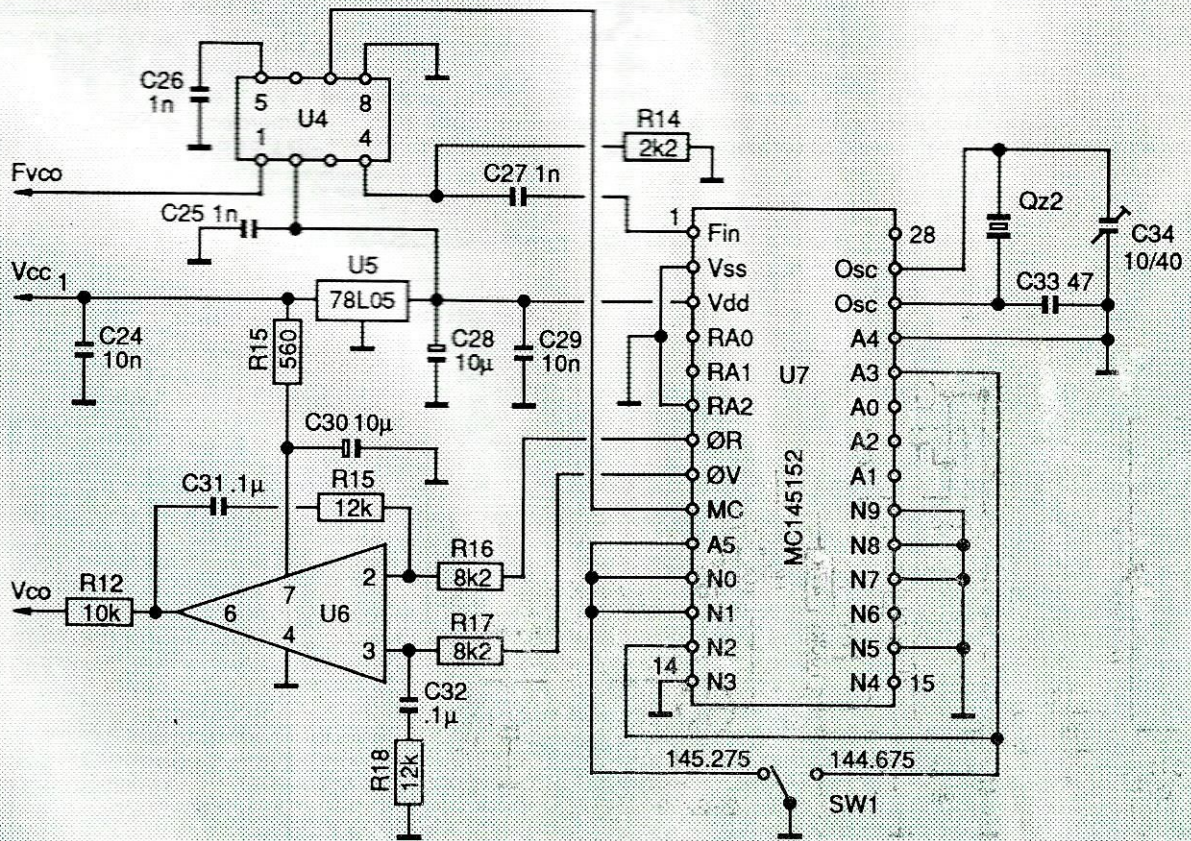 C26
1n
5
8
U4
1
4
R14
2k2
Fvco
C27 1n
C25 1n
1
28
Qz2
C34
10/40
Fin
Vss
Vdd
RA0
RA1
RA2
ØR
ØV
MC
A5
N0
N1
N2
14
N3
U7
MC145152
Osc
Osc
A4
A3
A0
A2
A1
N9
N8
N7
N6
N5
N4
15
C33 47
Vcc 1
U5
78L05
C24
10n
R15
560
C28
10µ
C29
10n
C30 10µ
C31 .1µ
R15
12k
R16
8k2
R12
10k
Vco
7
2
6
U6
4
3
R17
8k2
C32
.1µ
R18
12k
145.275
144.675
SW1